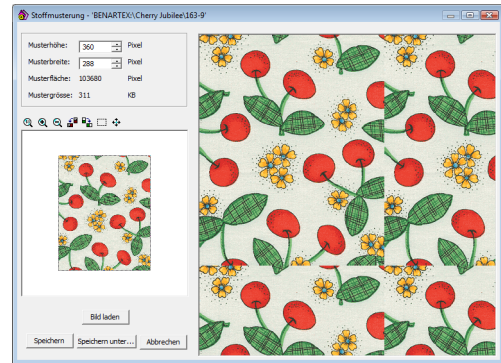 Stoffmusterung - 'BENARTEX:\Cherry Jubilee\163-9'
Musterhöhe: 360 Pixel
Musterbreite: 288 Pixel
Musterfläche: 103680 Pixel
Mustergrösse: 311 KB
Bild laden
Speichern Speichern unter... Abbrechen